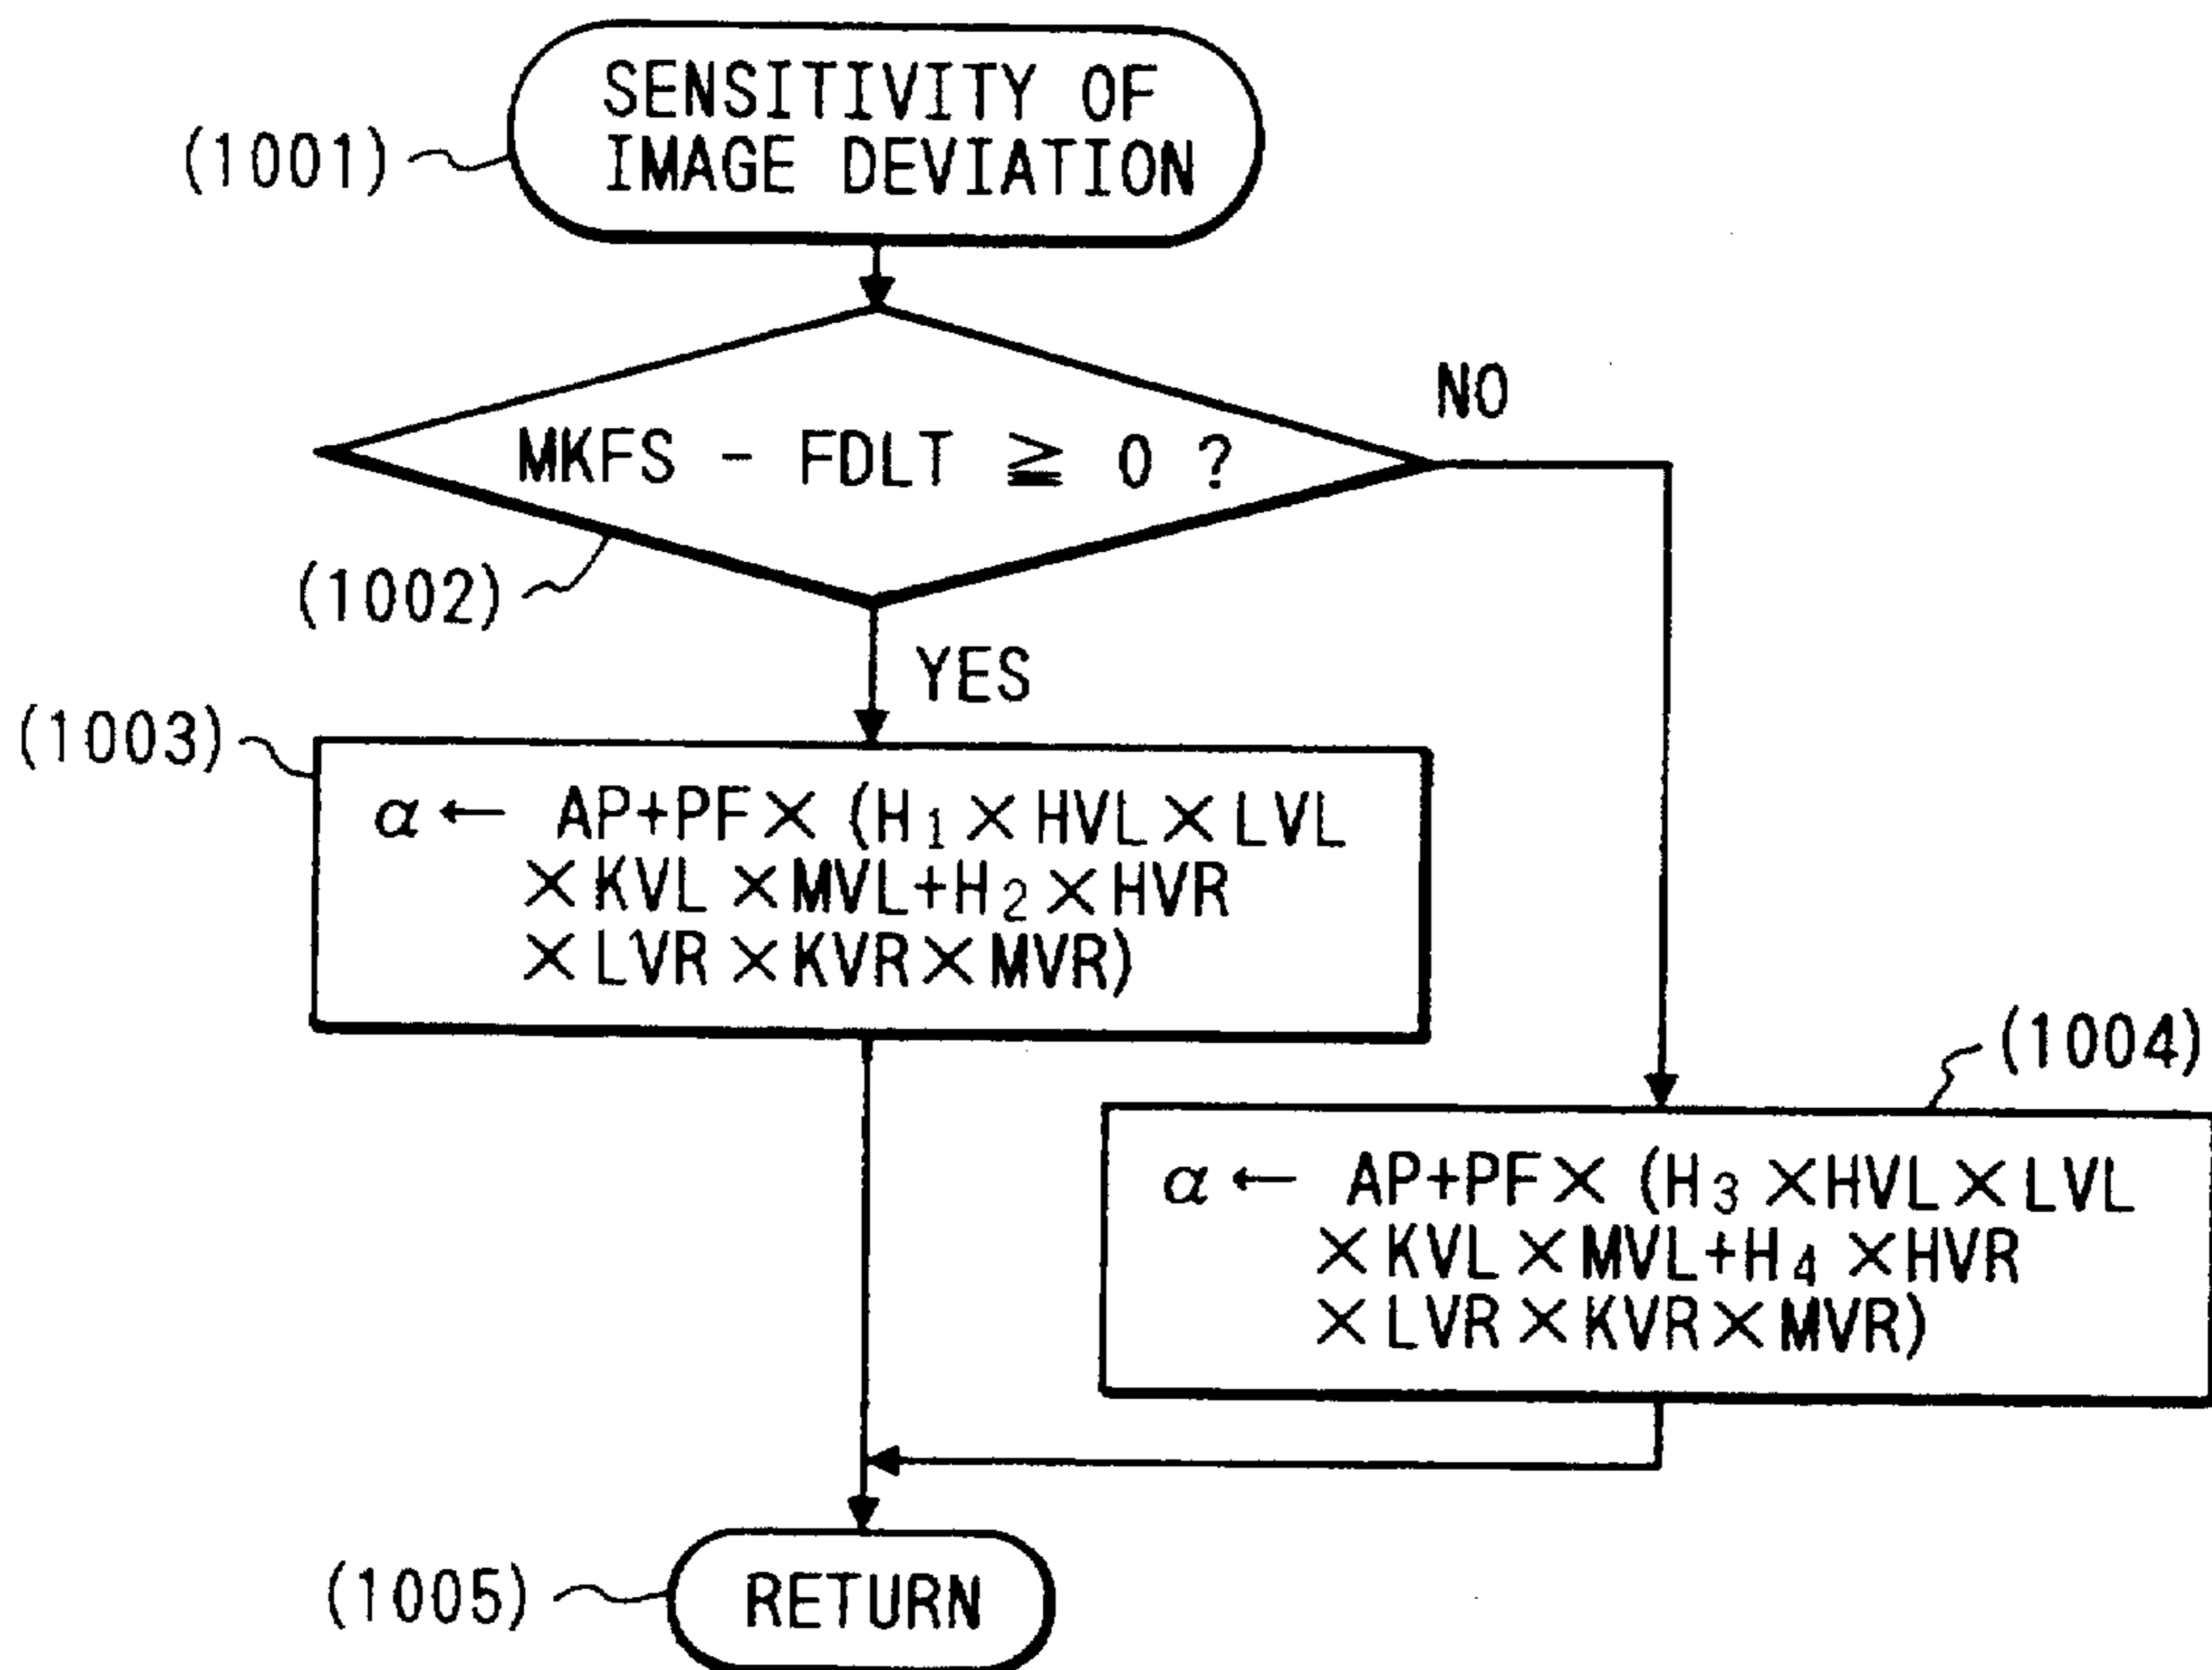 SENSITIVITY OF
IMAGE DEVIATION
(1001)
NO
MKFS - FDLT ≧ 0 ?
(1002)
YES
(1003)
α ← AP+PF×(H₁×HVL×LVL
×KVL×MVL+H₂×HVR
×LVR×KVR×MVR)
(1004)
α ← AP+PF×(H₃×HVL×LVL
×KVL×MVL+H₄×HVR
×LVR×KVR×MVR)
(1005)
RETURN